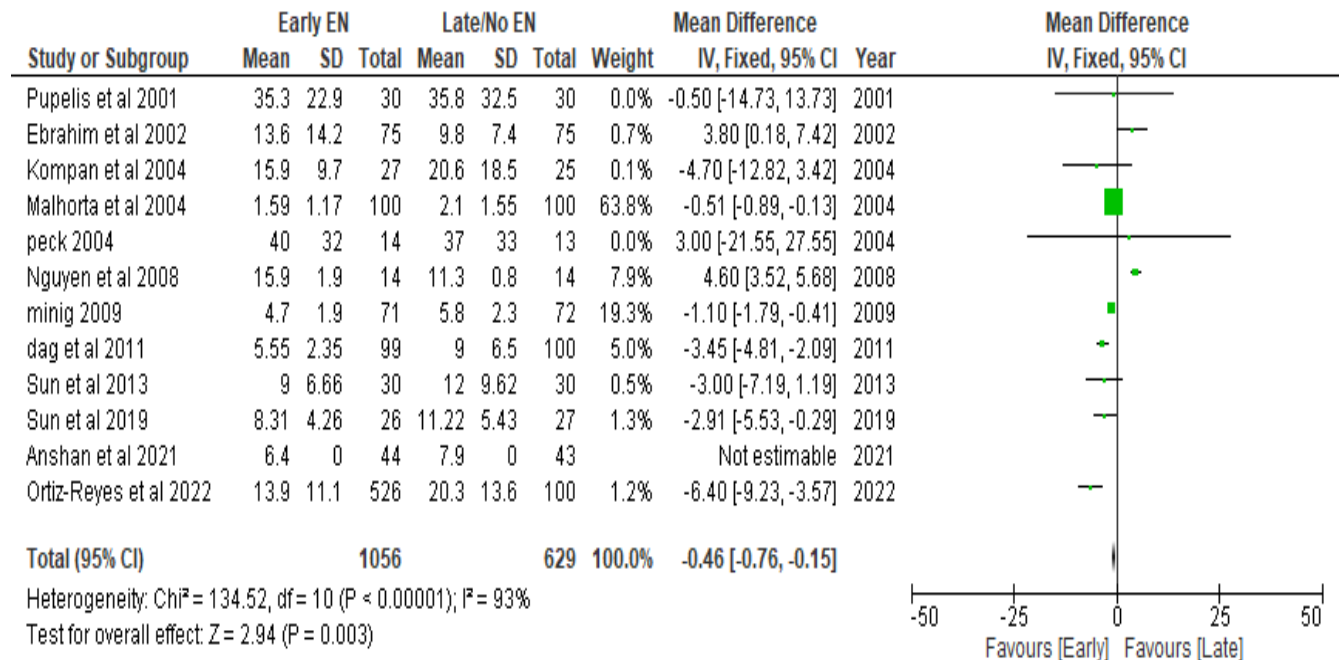 Early EN Late/No EN Mean Difference Mean Difference
Study or Subgroup Mean SD Total Mean SD Total Weight IV, Fixed, 95% CI Year IV, Fixed, 95% CI
Pupelis et al 2001 35.3 22.9 30 35.8 32.5 30 0.0% -0.50 [-14.73, 13.73] 2001
Ebrahim et al 2002 13.6 14.2 75 9.8 7.4 75 0.7% 3.80 [0.18, 7.42] 2002
Kompan et al 2004 15.9 9.7 27 20.6 18.5 25 0.1% -4.70 [-12.82, 3.42] 2004
Malhorta et al 2004 1.59 1.17 100 2.1 1.55 100 63.8% -0.51 [-0.89, -0.13] 2004
peck 2004 40 32 14 37 33 13 0.0% 3.00 [-21.55, 27.55] 2004
Nguyen et al 2008 15.9 1.9 14 11.3 0.8 14 7.9% 4.60 [3.52, 5.68] 2008
minig 2009 4.7 1.9 71 5.8 2.3 72 19.3% -1.10 [-1.79, -0.41] 2009
dag et al 2011 5.55 2.35 99 9 6.5 100 5.0% -3.45 [-4.81, -2.09] 2011
Sun et al 2013 9 6.66 30 12 9.62 30 0.5% -3.00 [-7.19, 1.19] 2013
Sun et al 2019 8.31 4.26 26 11.22 5.43 27 1.3% -2.91 [-5.53, -0.29] 2019
Anshan et al 2021 6.4 0 44 7.9 0 43 Not estimable 2021
Ortiz-Reyes et al 2022 13.9 11.1 526 20.3 13.6 100 1.2% -6.40 [-9.23, -3.57] 2022
Total (95% CI) 1056 629 100.0% -0.46 [-0.76, -0.15]
Heterogeneity: Chi² = 134.52, df = 10 (P < 0.00001); I² = 93%
Test for overall effect: Z = 2.94 (P = 0.003)
-50 -25 0 25 50
Favours [Early] Favours [Late]